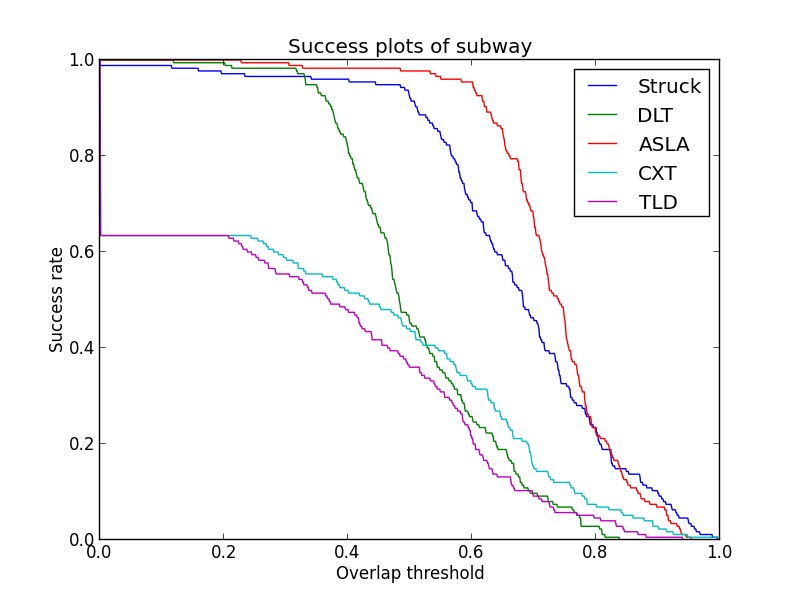 Success plots of subway
Struck
DLT
ASLA
CXT
TLD
Success rate
1.0
0.8
0.6
0.4
0.2
0.0
0.0 0.2 0.4 0.6 0.8 1.0
Overlap threshold